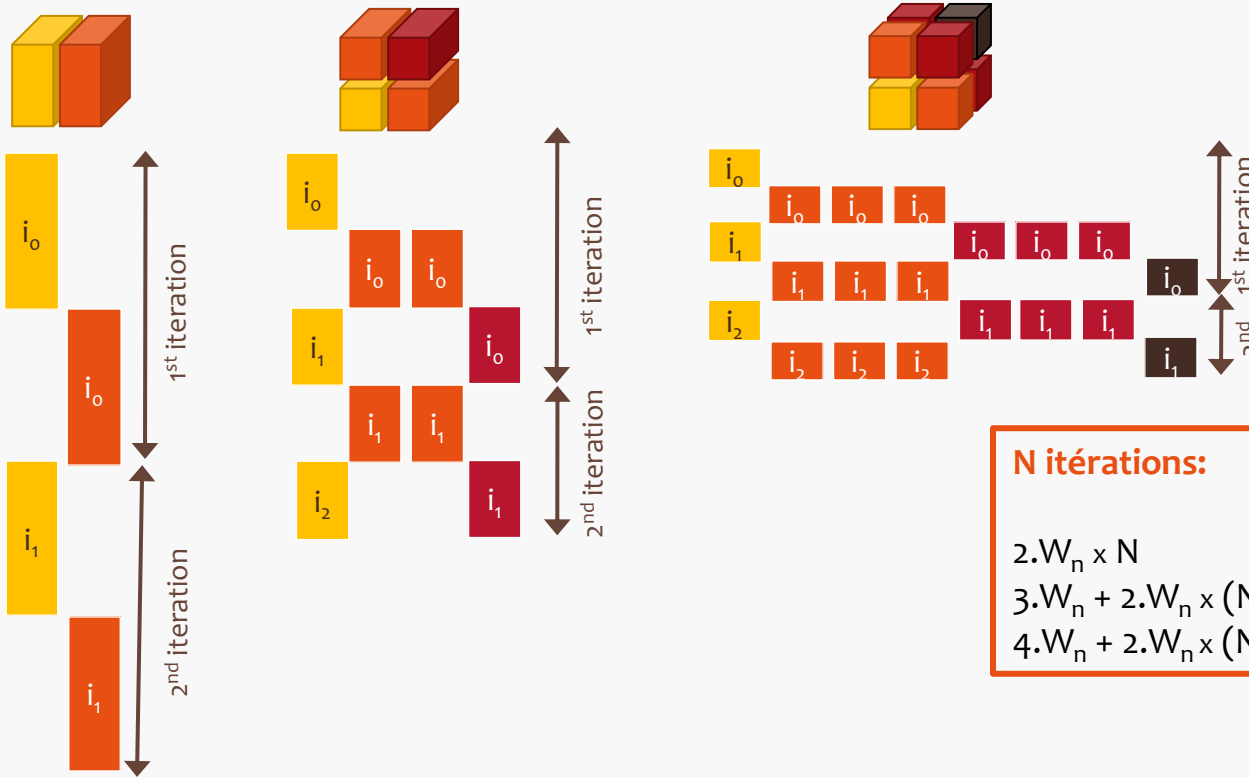 i₀
i₀
i₁
i₁
1st iteration
2nd iteration
i₀
i₀ i₀
i₁ i₀
i₁ i₁
i₂ i₁
1st iteration
2nd iteration
i₀
i₀ i₀ i₀
i₁ i₀ i₀ i₀
i₁ i₁ i₁ i₀
i₂ i₁ i₁ i₁
i₂ i₂ i₂ i₁
1st iteration
2nd
N itérations:
2.Wₙ x N
3.Wₙ + 2.Wₙ x (N
4.Wₙ + 2.Wₙ x (N